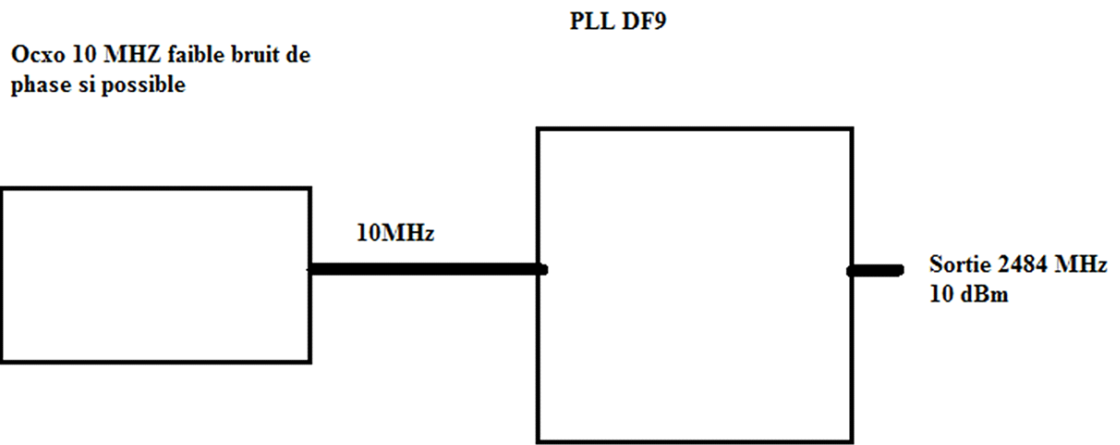 PLL DF9
Ocxo 10 MHZ faible bruit de
phase si possible
10MHz
Sortie 2484 MHz
10 dBm